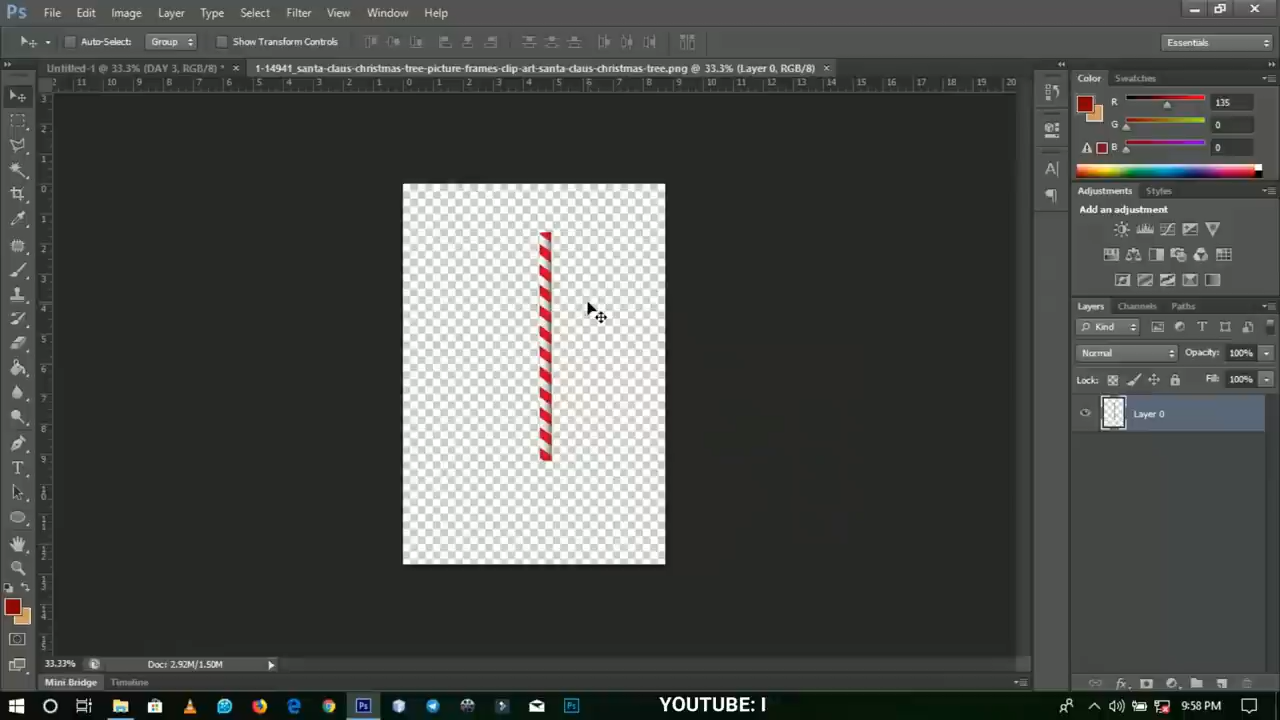 Ps File Edit Image Layer Type Select Filter View Window Help
Auto-Select: Group Show Transform Controls Essentials
Untitled-1 @ 33.3% (DAY 3, RGB/8) * × 1-14941_santa-claus-christmas-tree-picture-frames-clip-art-santa-claus-christmas-tree.png @ 33.3% (Layer 0, RGB/8) ×
Color Swatches
R 135
G 0
B 0
Adjustments Styles
Add an adjustment
Layers Channels Paths
Kind
Normal Opacity: 100%
Lock: Fill: 100%
Layer 0
33.33% Doc: 2.92M/1.50M
Mini Bridge Timeline
YOUTUBE: I
9:58 PM